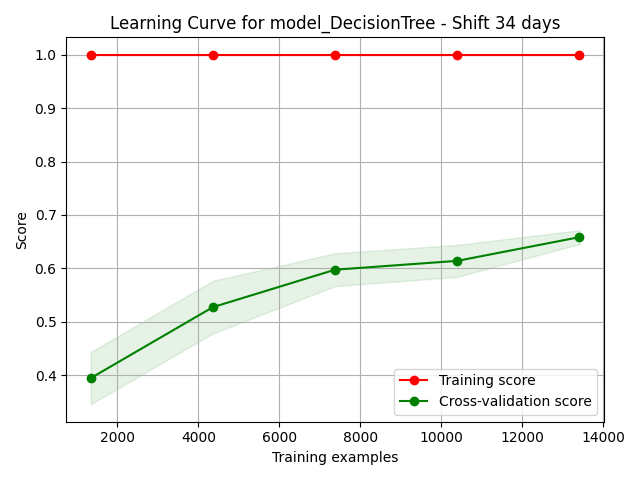 Learning Curve for model_DecisionTree - Shift 34 days
Score
1.0
0.9
0.8
0.7
0.6
0.5
0.4
Training score
Cross-validation score
2000 4000 6000 8000 10000 12000 14000
Training examples